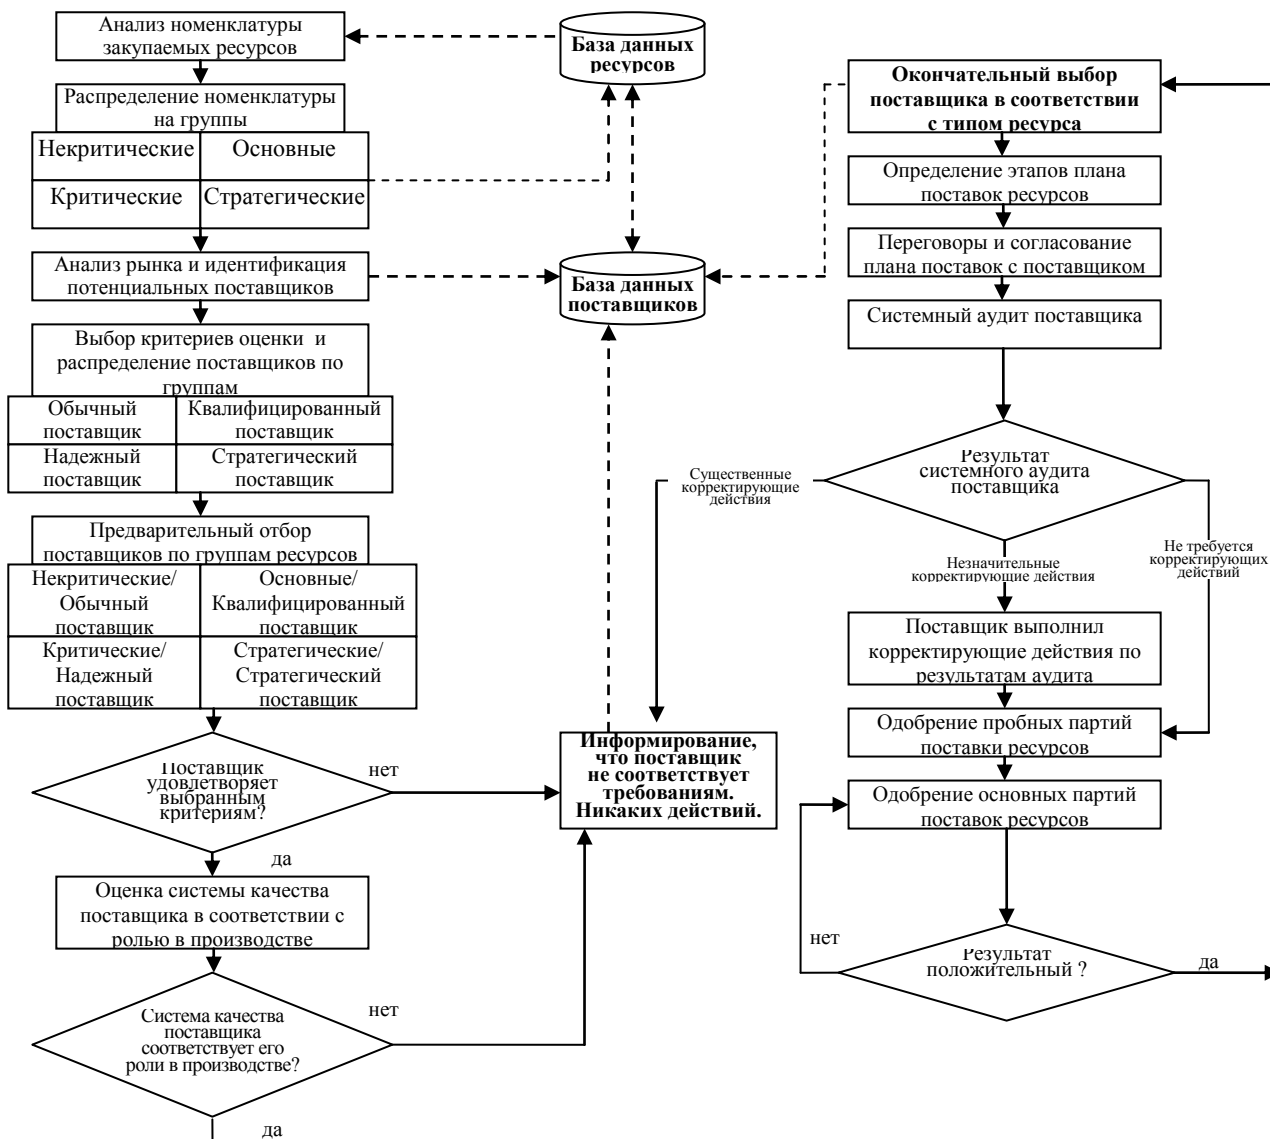 Анализ номенклатуры
закупаемых ресурсов
Распределение номенклатуры
на группы
Некритические
Основные
Критические
Стратегические
Анализ рынка и идентификация
потенциальных поставщиков
Выбор критериев оценки и
распределение поставщиков по
группам
Обычный
поставщик
Квалифицированный
поставщик
Надежный
поставщик
Стратегический
поставщик
Предварительный отбор
поставщиков по группам ресурсов
Некритические/
Обычный
поставщик
Основные/
Квалифицированный
поставщик
Критические/
Надежный
поставщик
Стратегические/
Стратегический
поставщик
Поставщик
удовлетворяет
выбранным
критериям?
нет
да
Оценка системы качества
поставщика в соответствии с
ролью в производстве
Система качества
поставщика
соответствует его
роли в производстве?
нет
да
База данных
ресурсов
База данных
поставщиков
Информирование,
что поставщик
не соответствует
требованиям.
Никаких действий.
Окончательный выбор
поставщика в соответствии
с типом ресурса
Определение этапов плана
поставок ресурсов
Переговоры и согласование
плана поставок с поставщиком
Системный аудит поставщика
Результат
системного аудита
поставщика
Существенные
корректирующие
действия
Незначительные
корректирующие действия
Не требуется
корректирующих
действий
Поставщик выполнил
корректирующие действия по
результатам аудита
Одобрение пробных партий
поставки ресурсов
Одобрение основных партий
поставок ресурсов
Результат
положительный ?
нет
да